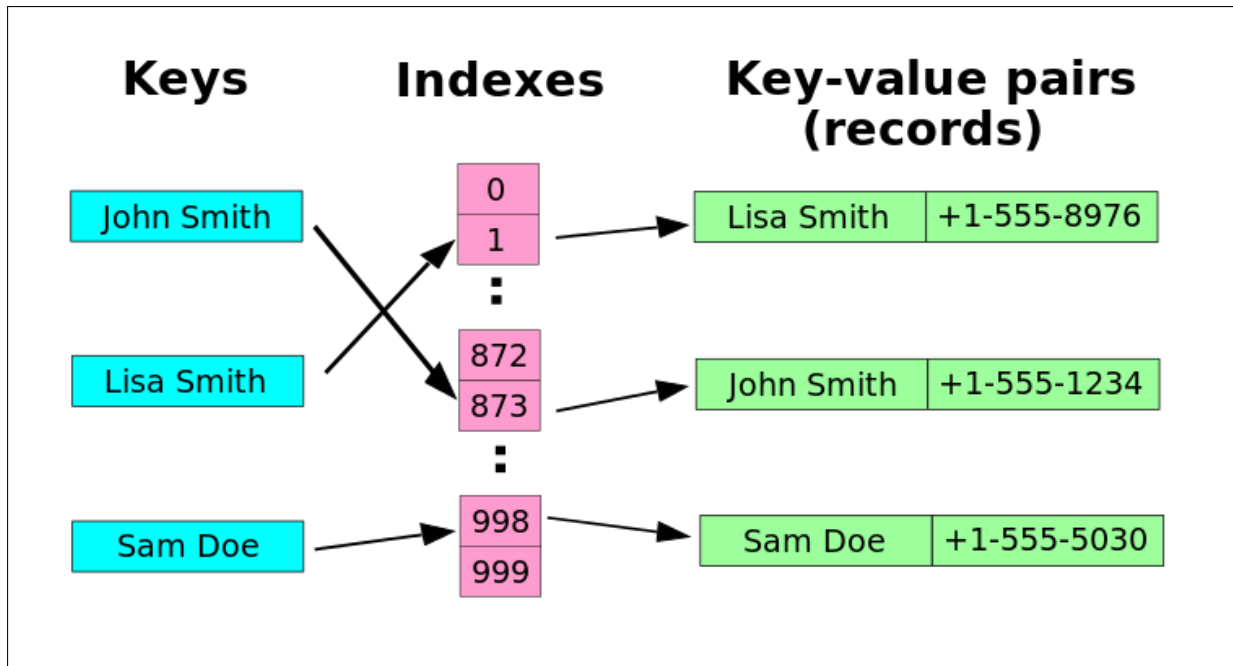 Keys
Indexes
Key-value pairs
(records)
John Smith
Lisa Smith
Sam Doe
0
1
:
872
873
:
998
999
Lisa Smith +1-555-8976
John Smith +1-555-1234
Sam Doe +1-555-5030